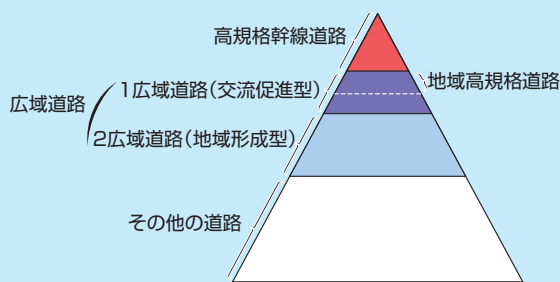 高規格幹線道路
地域高規格道路
広域道路
1広域道路(交流促進型)
2広域道路(地域形成型)
その他の道路